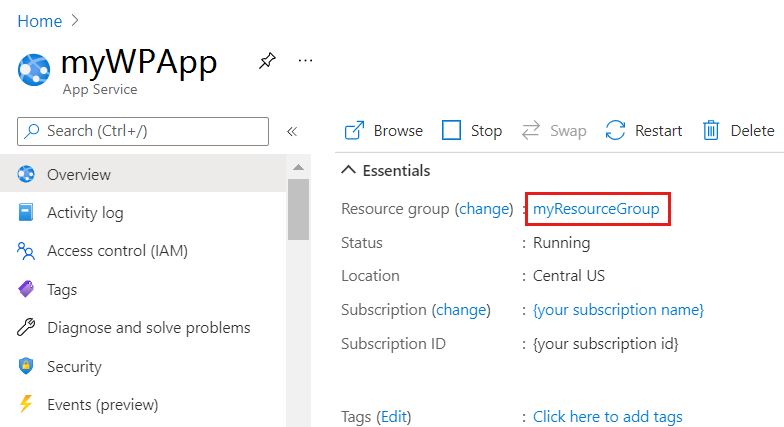 Home >
myWPApp
...
App Service
Search (Ctrl+/)
«
Browse
Stop
Swap
Restart
Delete
Overview
Activity log
Access control (IAM)
Tags
Diagnose and solve problems
Security
Events (preview)
Essentials
Resource group (change) : myResourceGroup
Status : Running
Location : Central US
Subscription (change) : {your subscription name}
Subscription ID : {your subscription id}
Tags (Edit) : Click here to add tags